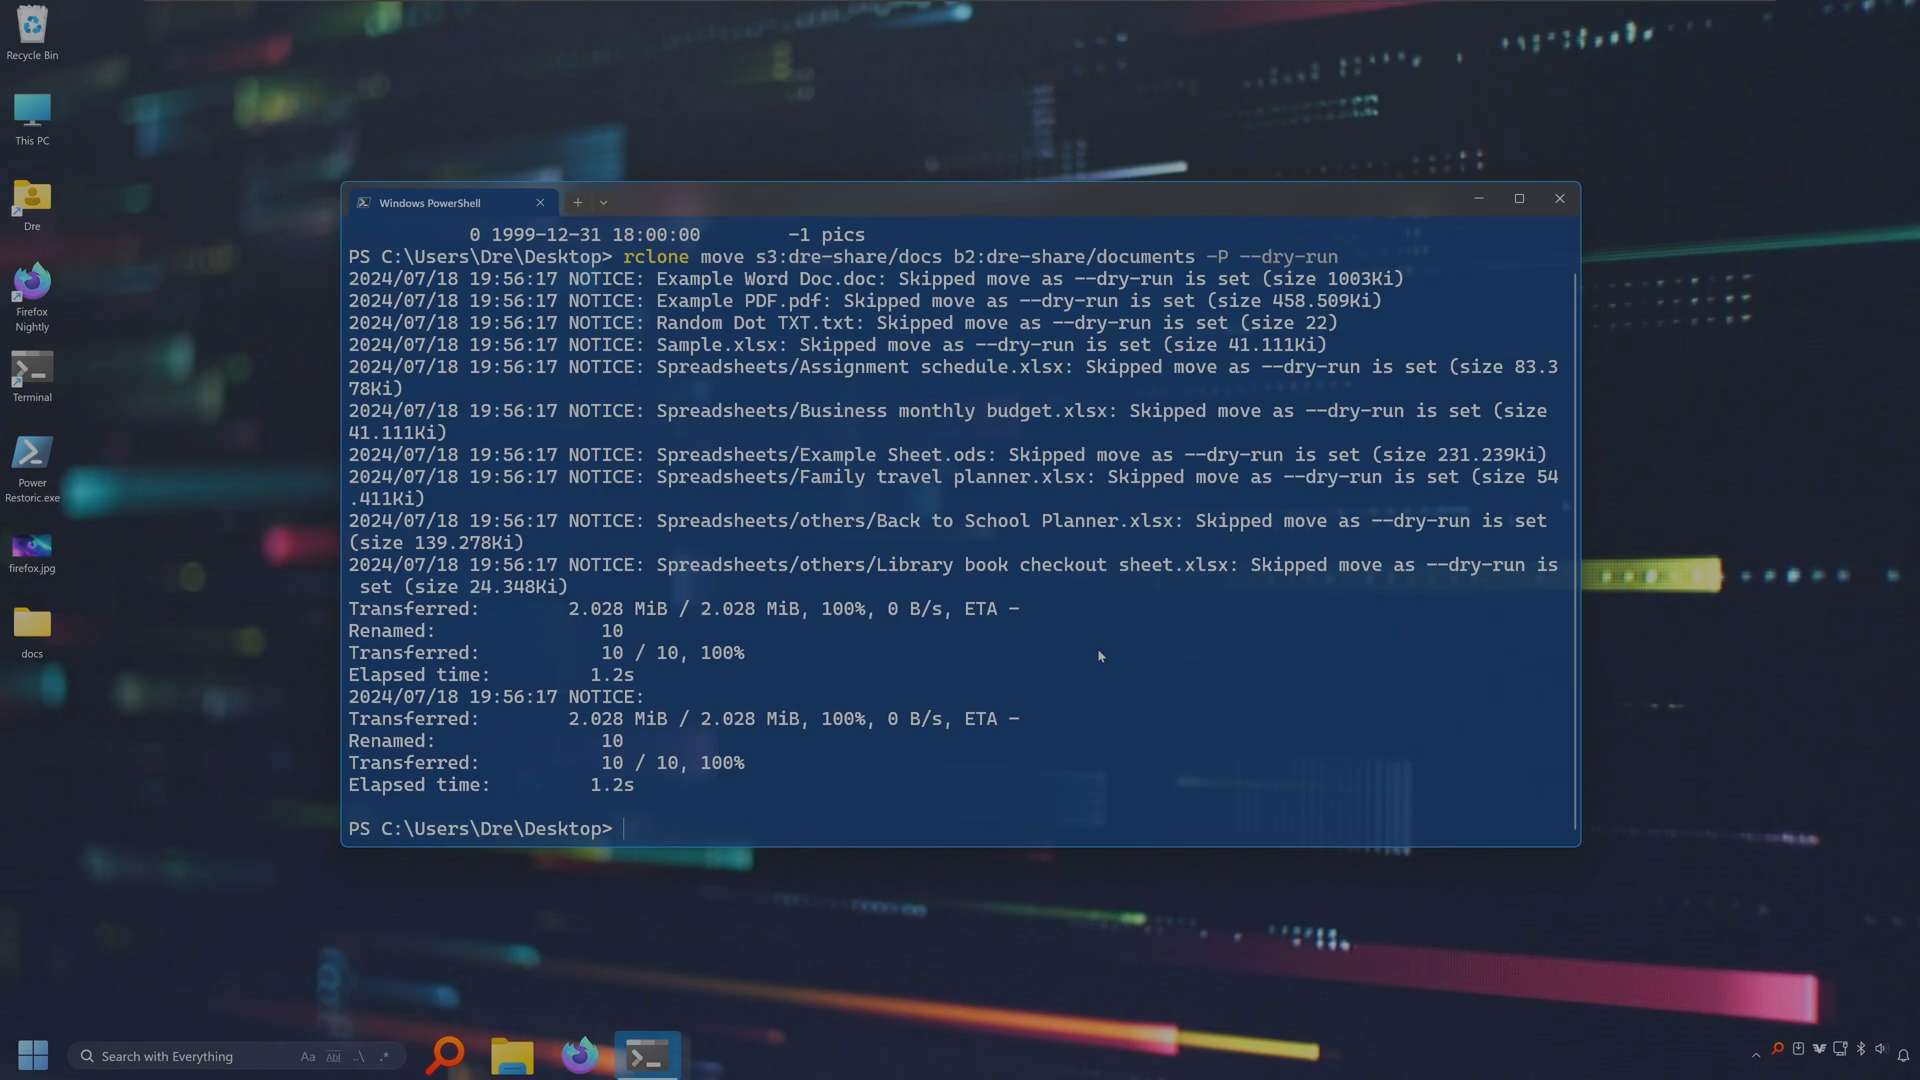 Recycle Bin
This PC
Dre
Firefox
Nightly
Terminal
Power
Restoric.exe
firefox.jpg
docs
Windows PowerShell
0 1999-12-31 18:00:00 -1 pics
PS C:\Users\Dre\Desktop> rclone move s3:dre-share/docs b2:dre-share/documents -P --dry-run
2024/07/18 19:56:17 NOTICE: Example Word Doc.doc: Skipped move as --dry-run is set (size 1003Ki)
2024/07/18 19:56:17 NOTICE: Example PDF.pdf: Skipped move as --dry-run is set (size 458.509Ki)
2024/07/18 19:56:17 NOTICE: Random Dot TXT.txt: Skipped move as --dry-run is set (size 22)
2024/07/18 19:56:17 NOTICE: Sample.xlsx: Skipped move as --dry-run is set (size 41.111Ki)
2024/07/18 19:56:17 NOTICE: Spreadsheets/Assignment schedule.xlsx: Skipped move as --dry-run is set (size 83.3
78Ki)
2024/07/18 19:56:17 NOTICE: Spreadsheets/Business monthly budget.xlsx: Skipped move as --dry-run is set (size
41.111Ki)
2024/07/18 19:56:17 NOTICE: Spreadsheets/Example Sheet.ods: Skipped move as --dry-run is set (size 231.239Ki)
2024/07/18 19:56:17 NOTICE: Spreadsheets/Family travel planner.xlsx: Skipped move as --dry-run is set (size 54
.411Ki)
2024/07/18 19:56:17 NOTICE: Spreadsheets/others/Back to School Planner.xlsx: Skipped move as --dry-run is set
(size 139.278Ki)
2024/07/18 19:56:17 NOTICE: Spreadsheets/others/Library book checkout sheet.xlsx: Skipped move as --dry-run is
set (size 24.348Ki)
Transferred: 2.028 MiB / 2.028 MiB, 100%, 0 B/s, ETA -
Renamed: 10
Transferred: 10 / 10, 100%
Elapsed time: 1.2s
2024/07/18 19:56:17 NOTICE:
Transferred: 2.028 MiB / 2.028 MiB, 100%, 0 B/s, ETA -
Renamed: 10
Transferred: 10 / 10, 100%
Elapsed time: 1.2s
PS C:\Users\Dre\Desktop>
Search with Everything Aa Abl ..\ .*